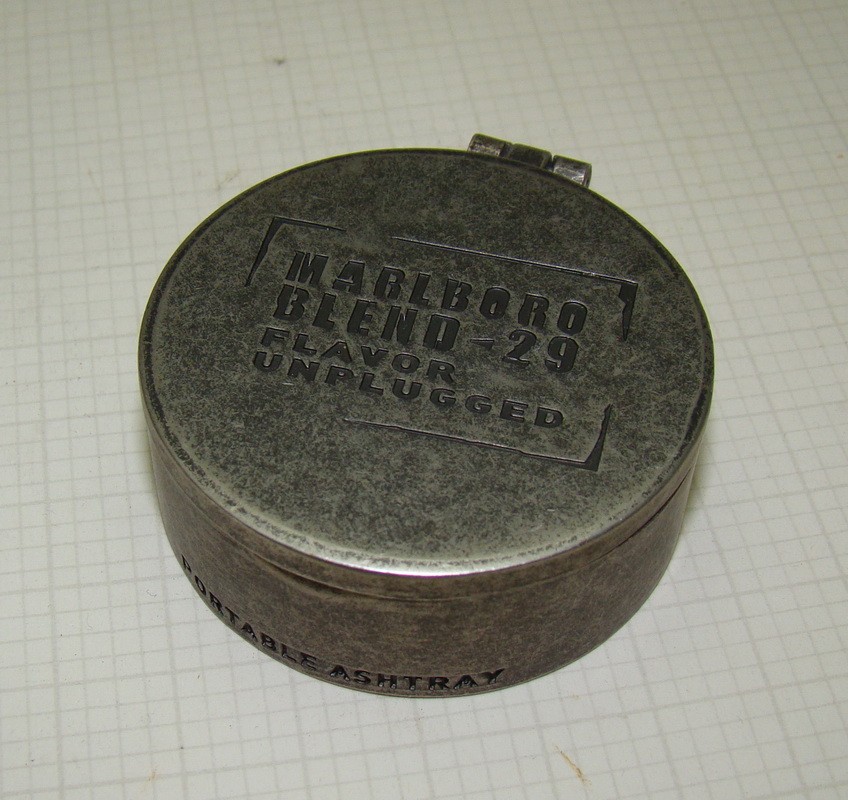 MARLBORO
BLEND-29
FLAVOR
UNPLUGGED
PORTABLE ASHTRAY